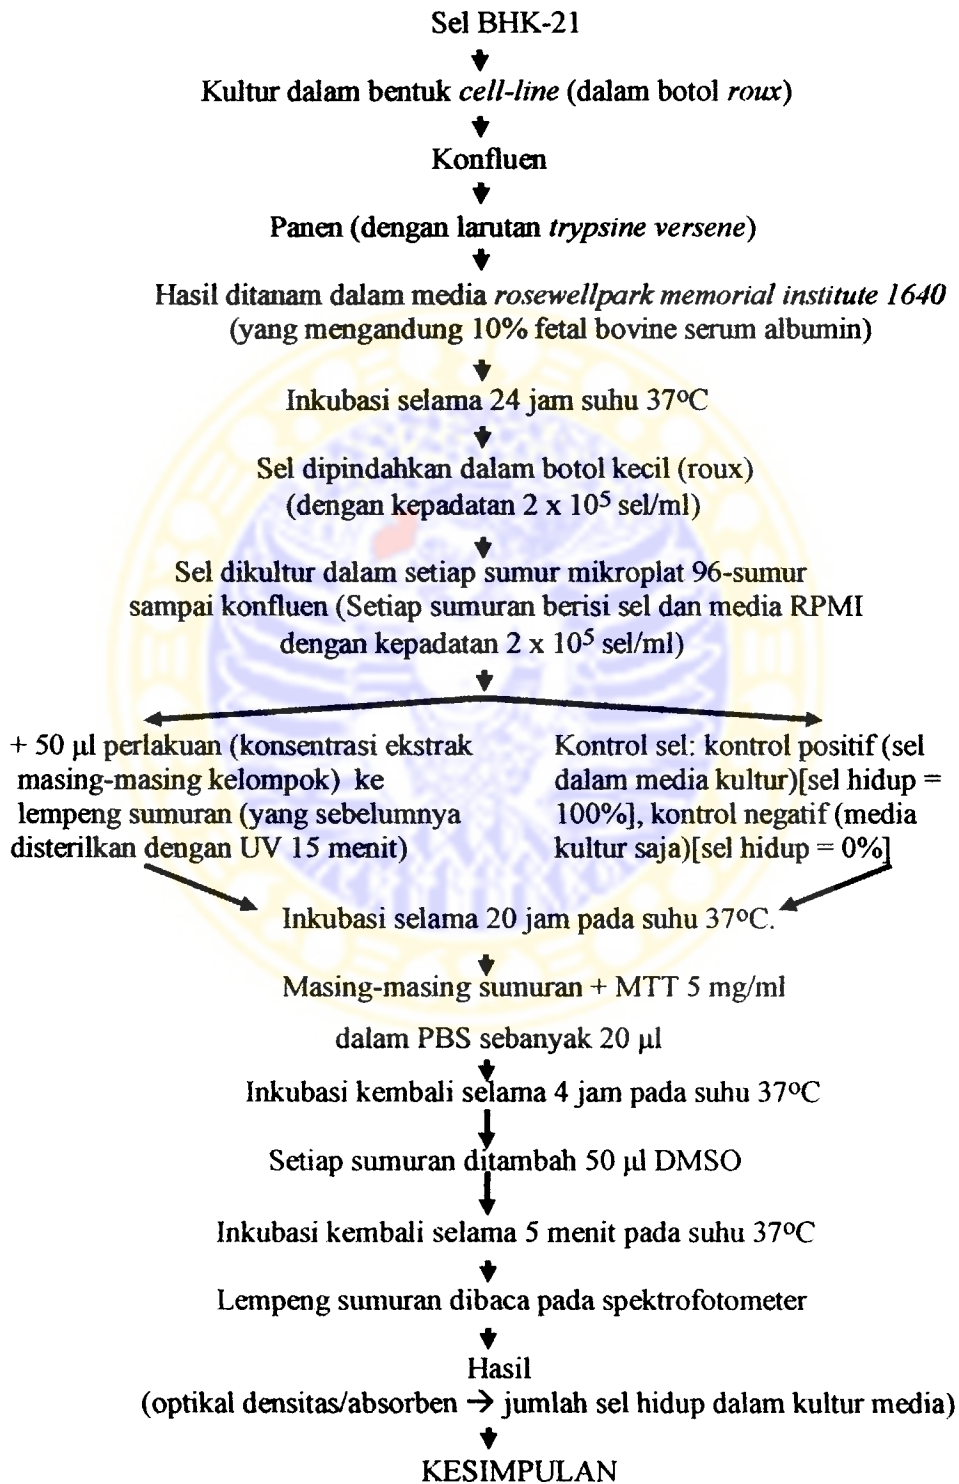 Sel BHK-21
Kultur dalam bentuk cell-line (dalam botol roux)
Konfluen
Panen (dengan larutan trypsine versene)
Hasil ditanam dalam media rosewellpark memorial institute 1640
(yang mengandung 10% fetal bovine serum albumin)
Inkubasi selama 24 jam suhu 37ºC
Sel dipindahkan dalam botol kecil (roux)
(dengan kepadatan 2 x 10⁵ sel/ml)
Sel dikultur dalam setiap sumur mikroplat 96-sumur
sampai konfluen (Setiap sumuran berisi sel dan media RPMI
dengan kepadatan 2 x 10⁵ sel/ml)
+ 50 µl perlakuan (konsentrasi ekstrak
masing-masing kelompok) ke
lempeng sumuran (yang sebelumnya
disterilkan dengan UV 15 menit)
Kontrol sel: kontrol positif (sel
dalam media kultur)[sel hidup =
100%], kontrol negatif (media
kultur saja)[sel hidup = 0%]
Inkubasi selama 20 jam pada suhu 37ºC.
Masing-masing sumuran + MTT 5 mg/ml
dalam PBS sebanyak 20 µl
Inkubasi kembali selama 4 jam pada suhu 37ºC
Setiap sumuran ditambah 50 µl DMSO
Inkubasi kembali selama 5 menit pada suhu 37ºC
Lempeng sumuran dibaca pada spektrofotometer
Hasil
(optikal densitas/absorben → jumlah sel hidup dalam kultur media)
KESIMPULAN